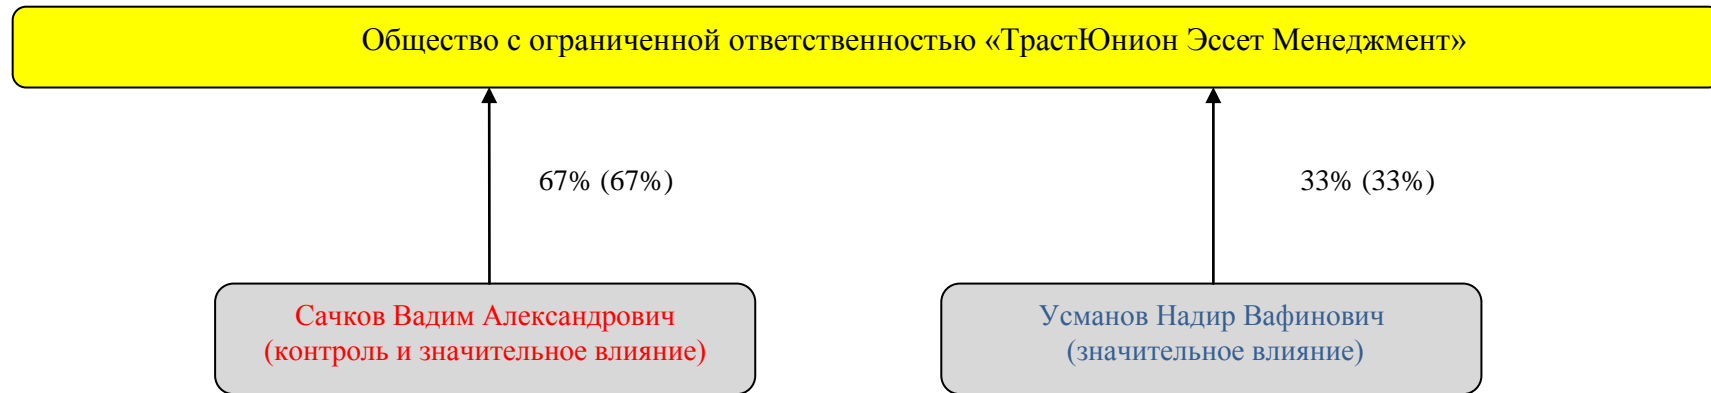 Общество с ограниченной ответственностью «ТрастЮнион Эссет Менеджмент»
67% (67%)
33% (33%)
Сачков Вадим Александрович
(контроль и значительное влияние)
Усманов Надир Вафинович
(значительное влияние)